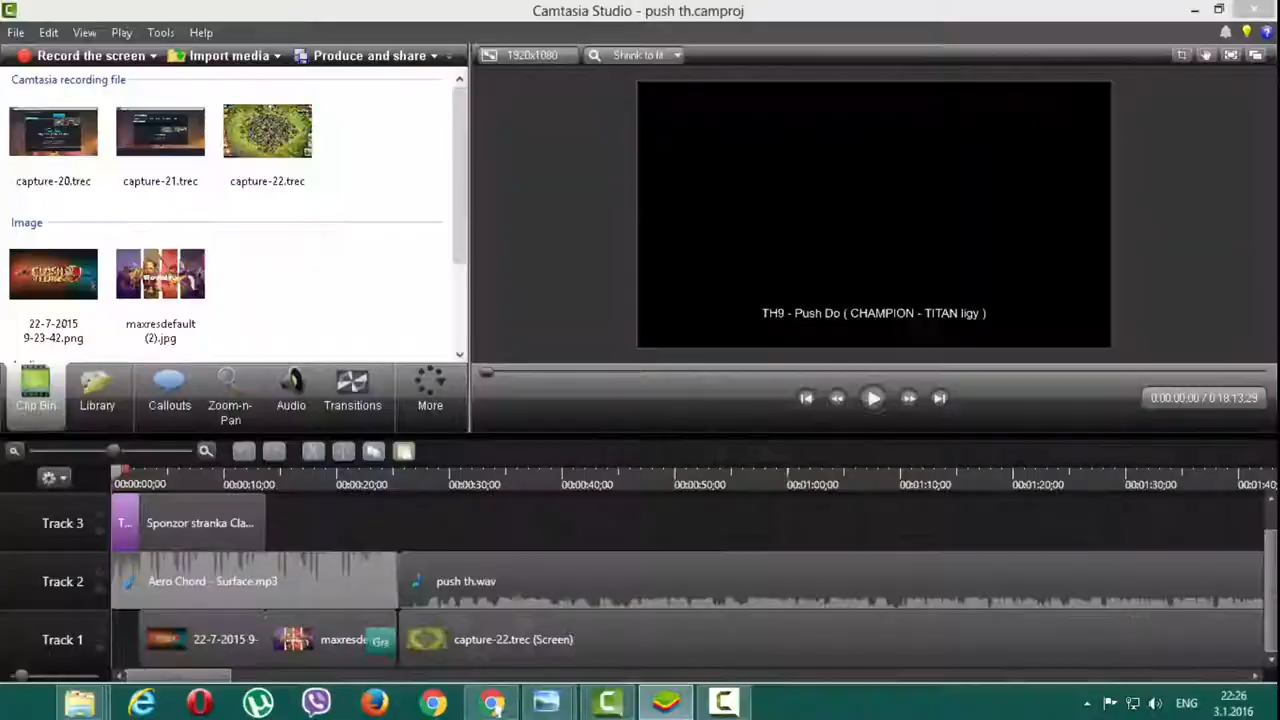 Camtasia Studio - push th.camproj
File Edit View Play Tools Help
Record the screen Import media Produce and share
1920x1080 Shrink to fit
Camtasia recording file
capture-20.trec capture-21.trec capture-22.trec
Image
22-7-2015
9-23-42.png
maxresdefault
(2).jpg
TH9 - Push Do ( CHAMPION - TITAN ligy )
Clip Bin Library Callouts Zoom-n-
Pan
Audio Transitions More
0:00:00;00 / 0:18:13;29
00:00:00;00 00:00:10;00 00:00:20;00 00:00:30;00 00:00:40;00 00:00:50;00 00:01:00;00 00:01:10;00 00:01:20;00 00:01:30;00 00:01:40;
Track 3 T... Sponzor stranka Cla...
Track 2 Aero Chord - Surface.mp3 push th.wav
Track 1 22-7-2015 9- maxresde Gra capture-22.trec (Screen)
ENG
22:26
3.1.2016